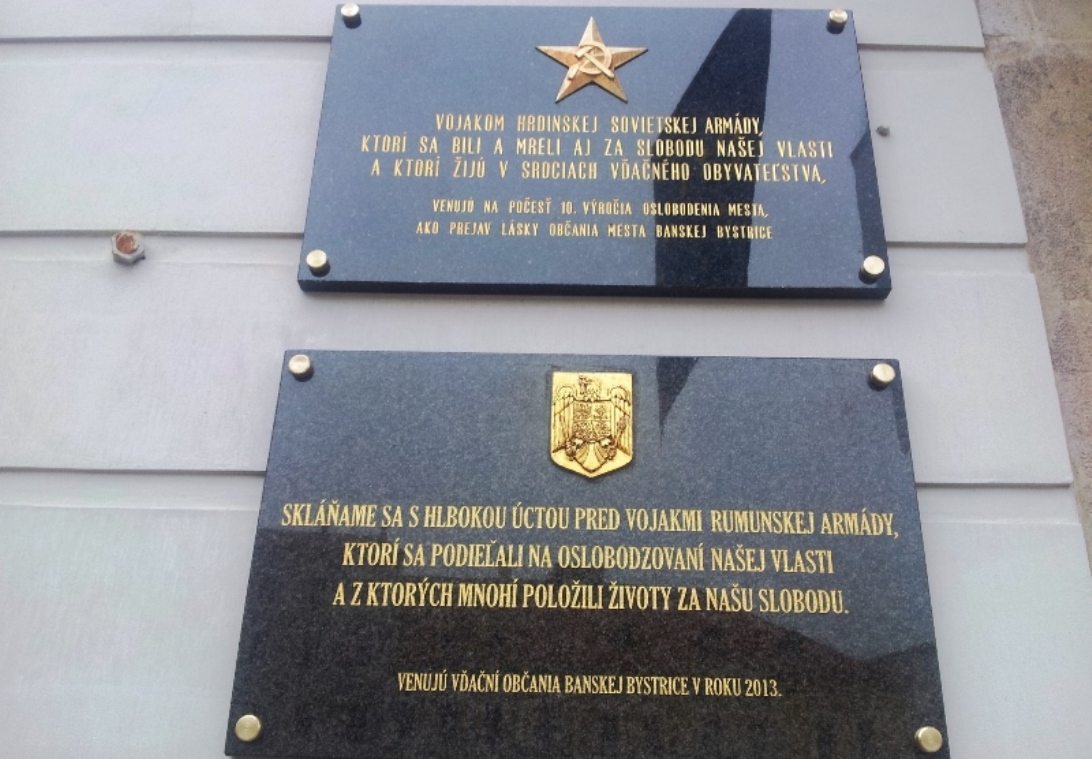 VOJAKOM HRDINSKEJ SOVIETSKEJ ARMÁDY,
KTORÍ SA BILI A MRELI AJ ZA SLOBODU NAŠEJ VLASTI
A KTORÍ ŽIJÚ V SRDCIACH VĎAČNÉHO OBYVATEĽSTVA,
VENUJÚ NA POČESŤ 10. VÝROČIA OSLOBODENIA MESTA,
AKO PREJAV LÁSKY OBČANIA MESTA BANSKEJ BYSTRICE
SKLÁŇAME SA S HLBOKOU ÚCTOU PRED VOJAKMI RUMUNSKEJ ARMÁDY,
KTORÍ SA PODIEĽALI NA OSLOBODZOVANÍ NAŠEJ VLASTI
A Z KTORÝCH MNOHÍ POLOŽILI ŽIVOTY ZA NAŠU SLOBODU.
VENUJÚ VĎAČNÍ OBČANIA BANSKEJ BYSTRICE V ROKU 2013.